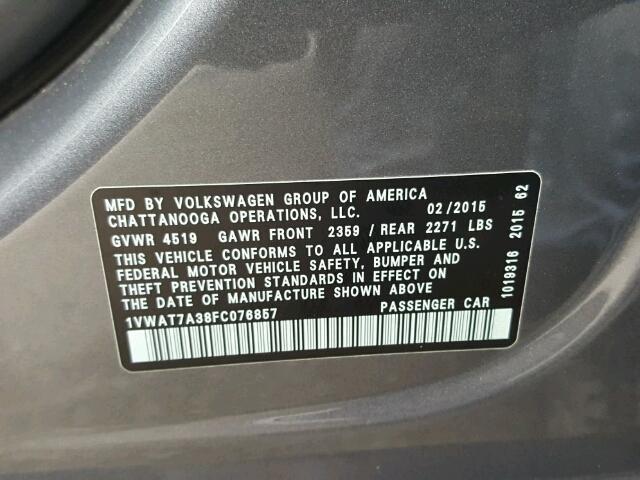 MFD BY VOLKSWAGEN GROUP OF AMERICA
CHATTANOOGA OPERATIONS, LLC. 02/2015
GVWR 4519 GAWR FRONT 2359 / REAR 2271 LBS
THIS VEHICLE CONFORMS TO ALL APPLICABLE U.S.
FEDERAL MOTOR VEHICLE SAFETY, BUMPER AND
THEFT PREVENTION STANDARDS IN EFFECT ON
THE DATE OF MANUFACTURE SHOWN ABOVE
1VWAT7A38FC076857 PASSENGER CAR
1019316 2015 62